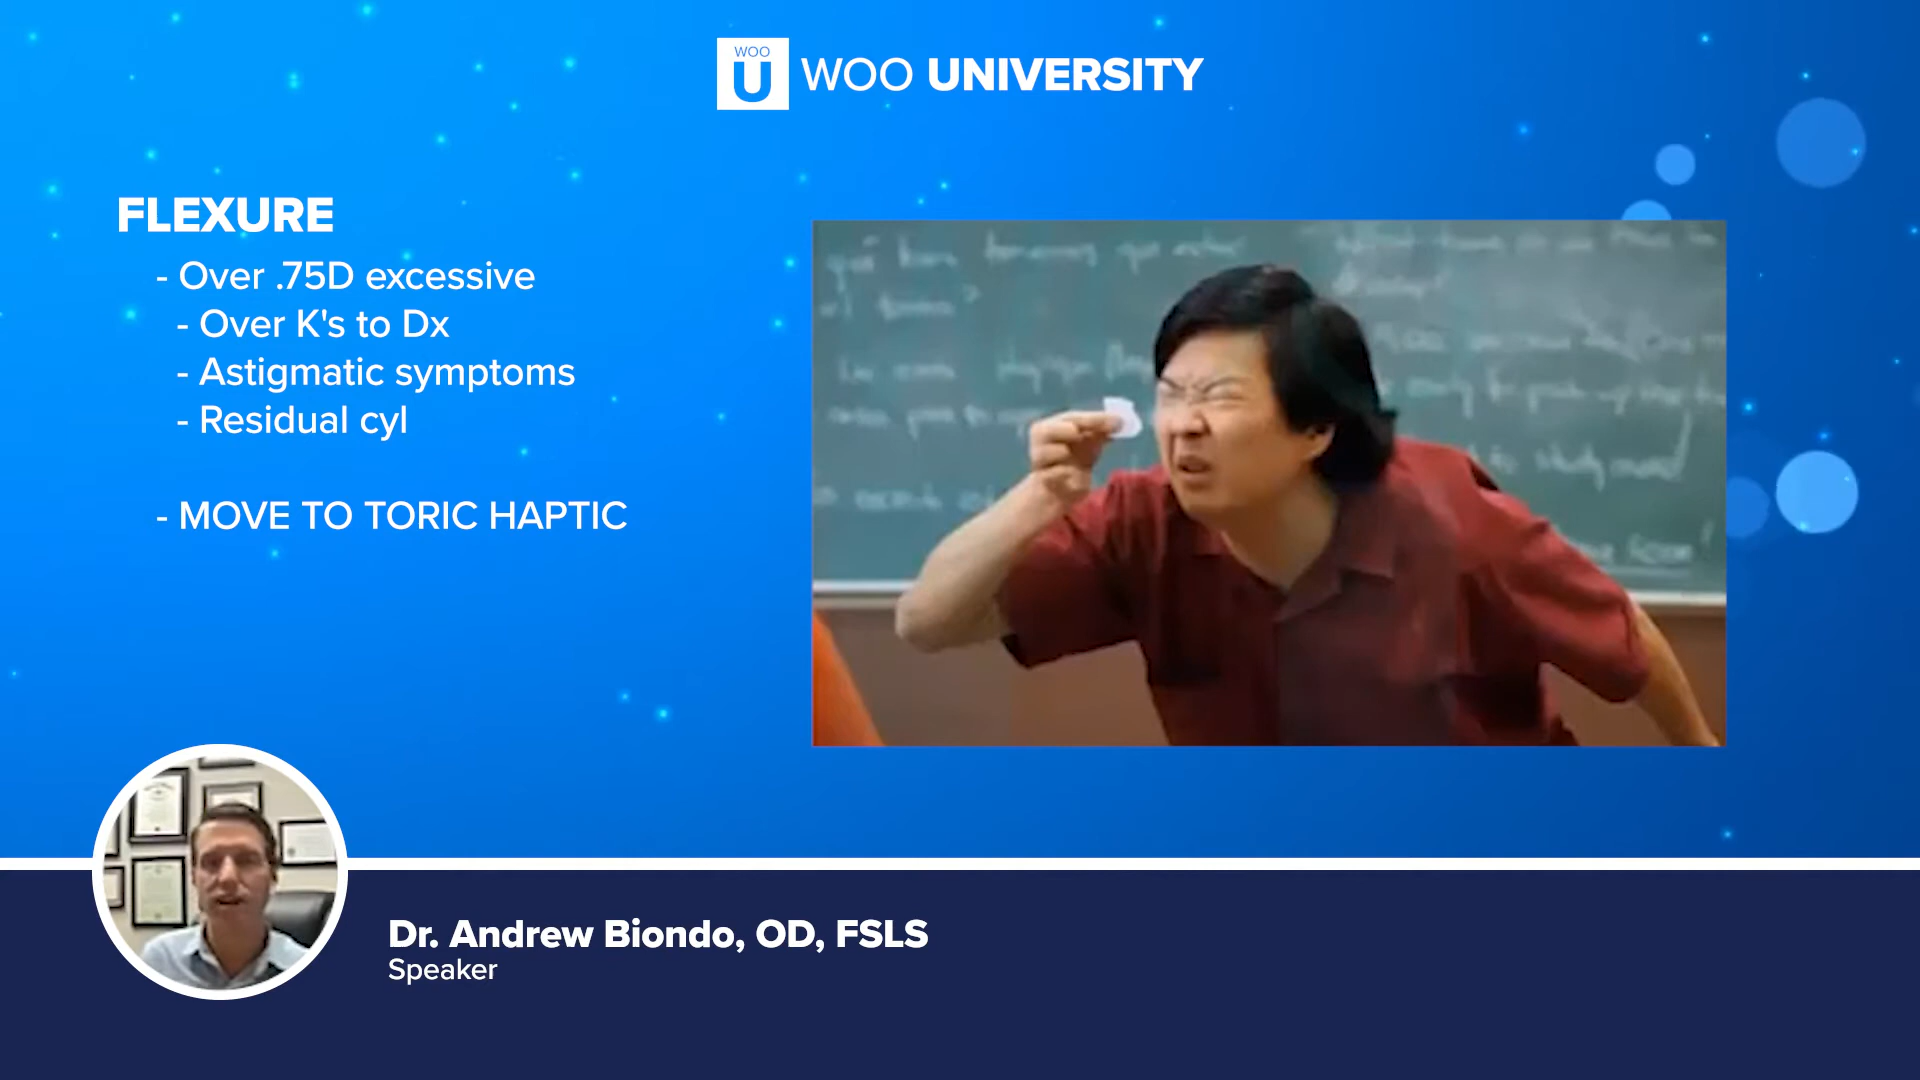 WOO
U WOO UNIVERSITY
FLEXURE
- Over .75D excessive
- Over K's to Dx
- Astigmatic symptoms
- Residual cyl
- MOVE TO TORIC HAPTIC
Dr. Andrew Biondo, OD, FSLS
Speaker